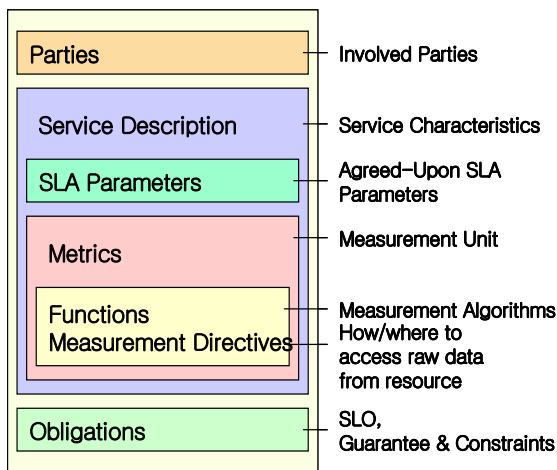 Parties
Involved Parties
Service Description
Service Characteristics
SLA Parameters
Agreed-Upon SLA
Parameters
Metrics
Measurement Unit
Functions
Measurement Algorithms
Measurement Directives
How/where to
access raw data
from resource
Obligations
SLO,
Guarantee & Constraints